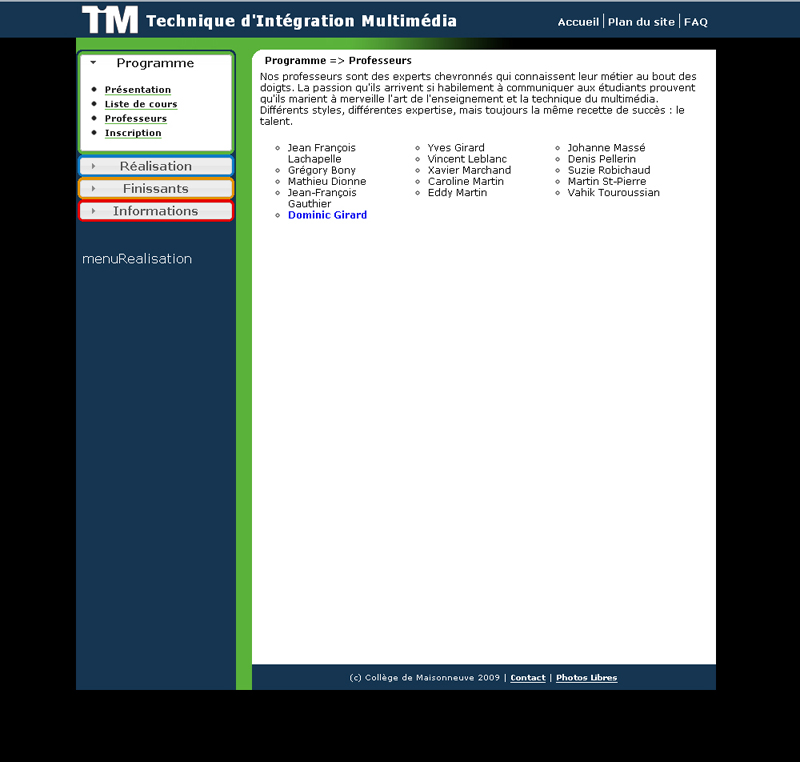 TiM Technique d'Intégration Multimédia
Accueil | Plan du site | FAQ
Programme
Présentation
Liste de cours
Professeurs
Inscription
Réalisation
Finissants
Informations
menuRealisation
Programme => Professeurs
Nos professeurs sont des experts chevronnés qui connaissent leur métier au bout des
doigts. La passion qu'ils arrivent si habilement à communiquer aux étudiants prouvent
qu'ils marient à merveille l'art de l'enseignement et la technique du multimédia.
Différents styles, différentes expertise, mais toujours la même recette de succès : le
talent.
Jean François
Lachapelle
Grégory Bony
Mathieu Dionne
Jean-François
Gauthier
Dominic Girard
Yves Girard
Vincent Leblanc
Xavier Marchand
Caroline Martin
Eddy Martin
Johanne Massé
Denis Pellerin
Suzie Robichaud
Martin St-Pierre
Vahik Touroussian
(c) Collège de Maisonneuve 2009 | Contact | Photos Libres